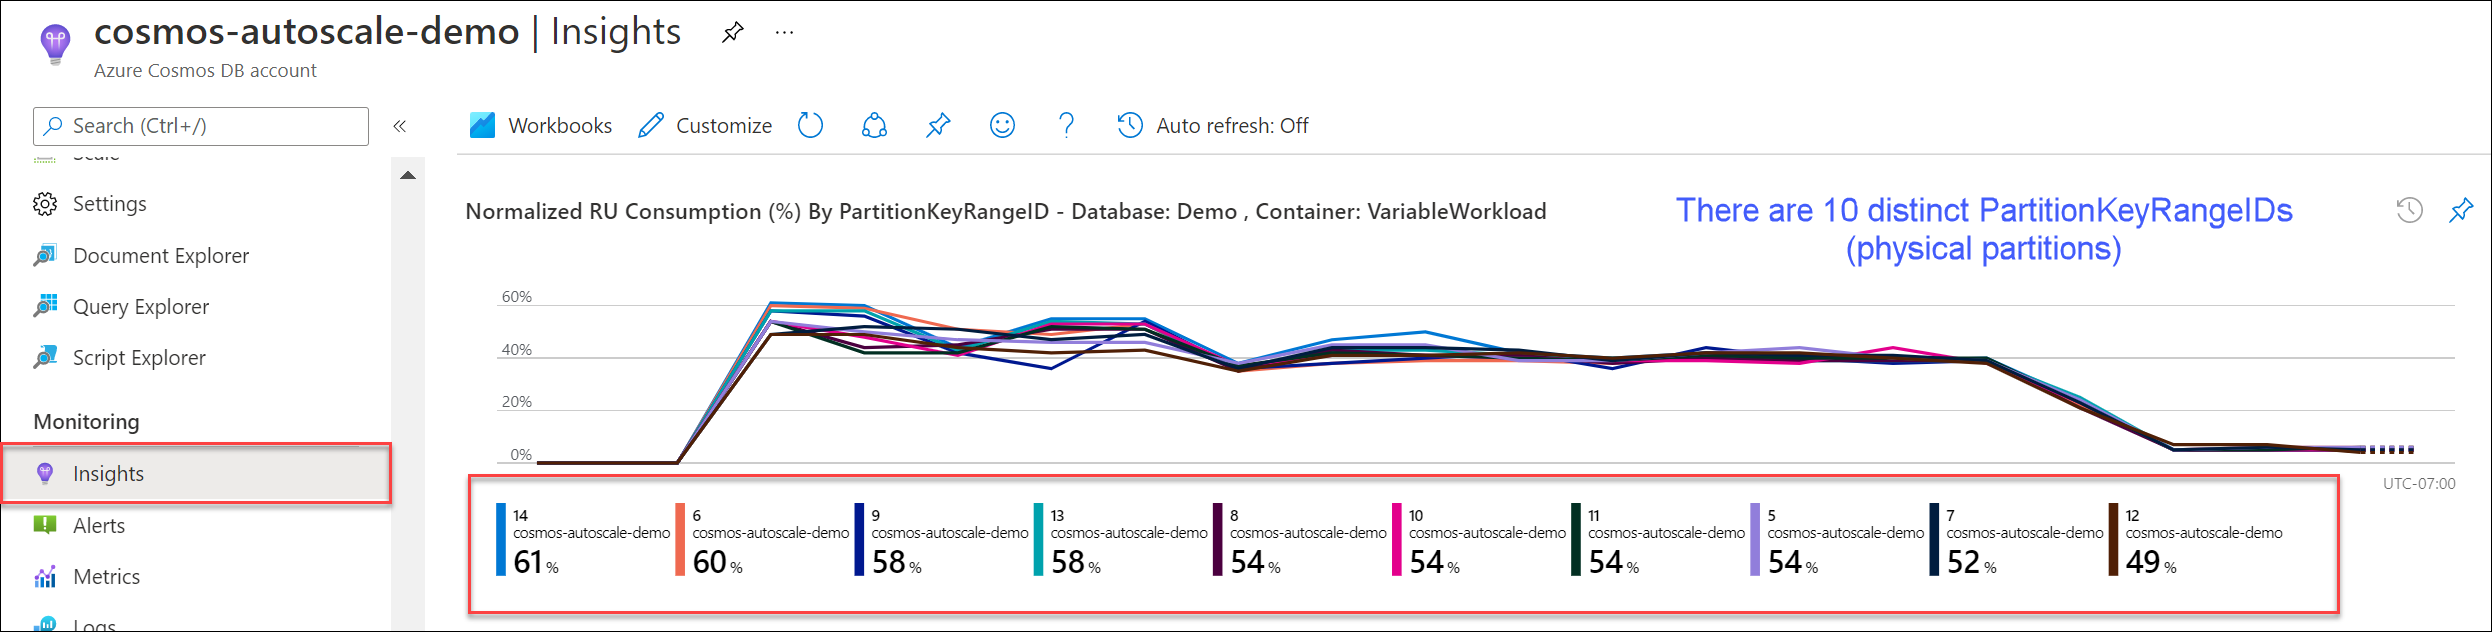 cosmos-autoscale-demo | Insights
Azure Cosmos DB account
Search (Ctrl+/)
Workbooks
Customize
Auto refresh: Off
Scale
Settings
Document Explorer
Query Explorer
Script Explorer
Monitoring
Insights
Alerts
Metrics
Logs
Normalized RU Consumption (%) By PartitionKeyRangeID - Database: Demo , Container: VariableWorkload
There are 10 distinct PartitionKeyRangeIDs
(physical partitions)
60%
40%
20%
0%
UTC-07:00
14
cosmos-autoscale-demo
61 %
6
cosmos-autoscale-demo
60 %
9
cosmos-autoscale-demo
58 %
13
cosmos-autoscale-demo
58 %
8
cosmos-autoscale-demo
54 %
10
cosmos-autoscale-demo
54 %
11
cosmos-autoscale-demo
54 %
5
cosmos-autoscale-demo
54 %
7
cosmos-autoscale-demo
52 %
12
cosmos-autoscale-demo
49 %